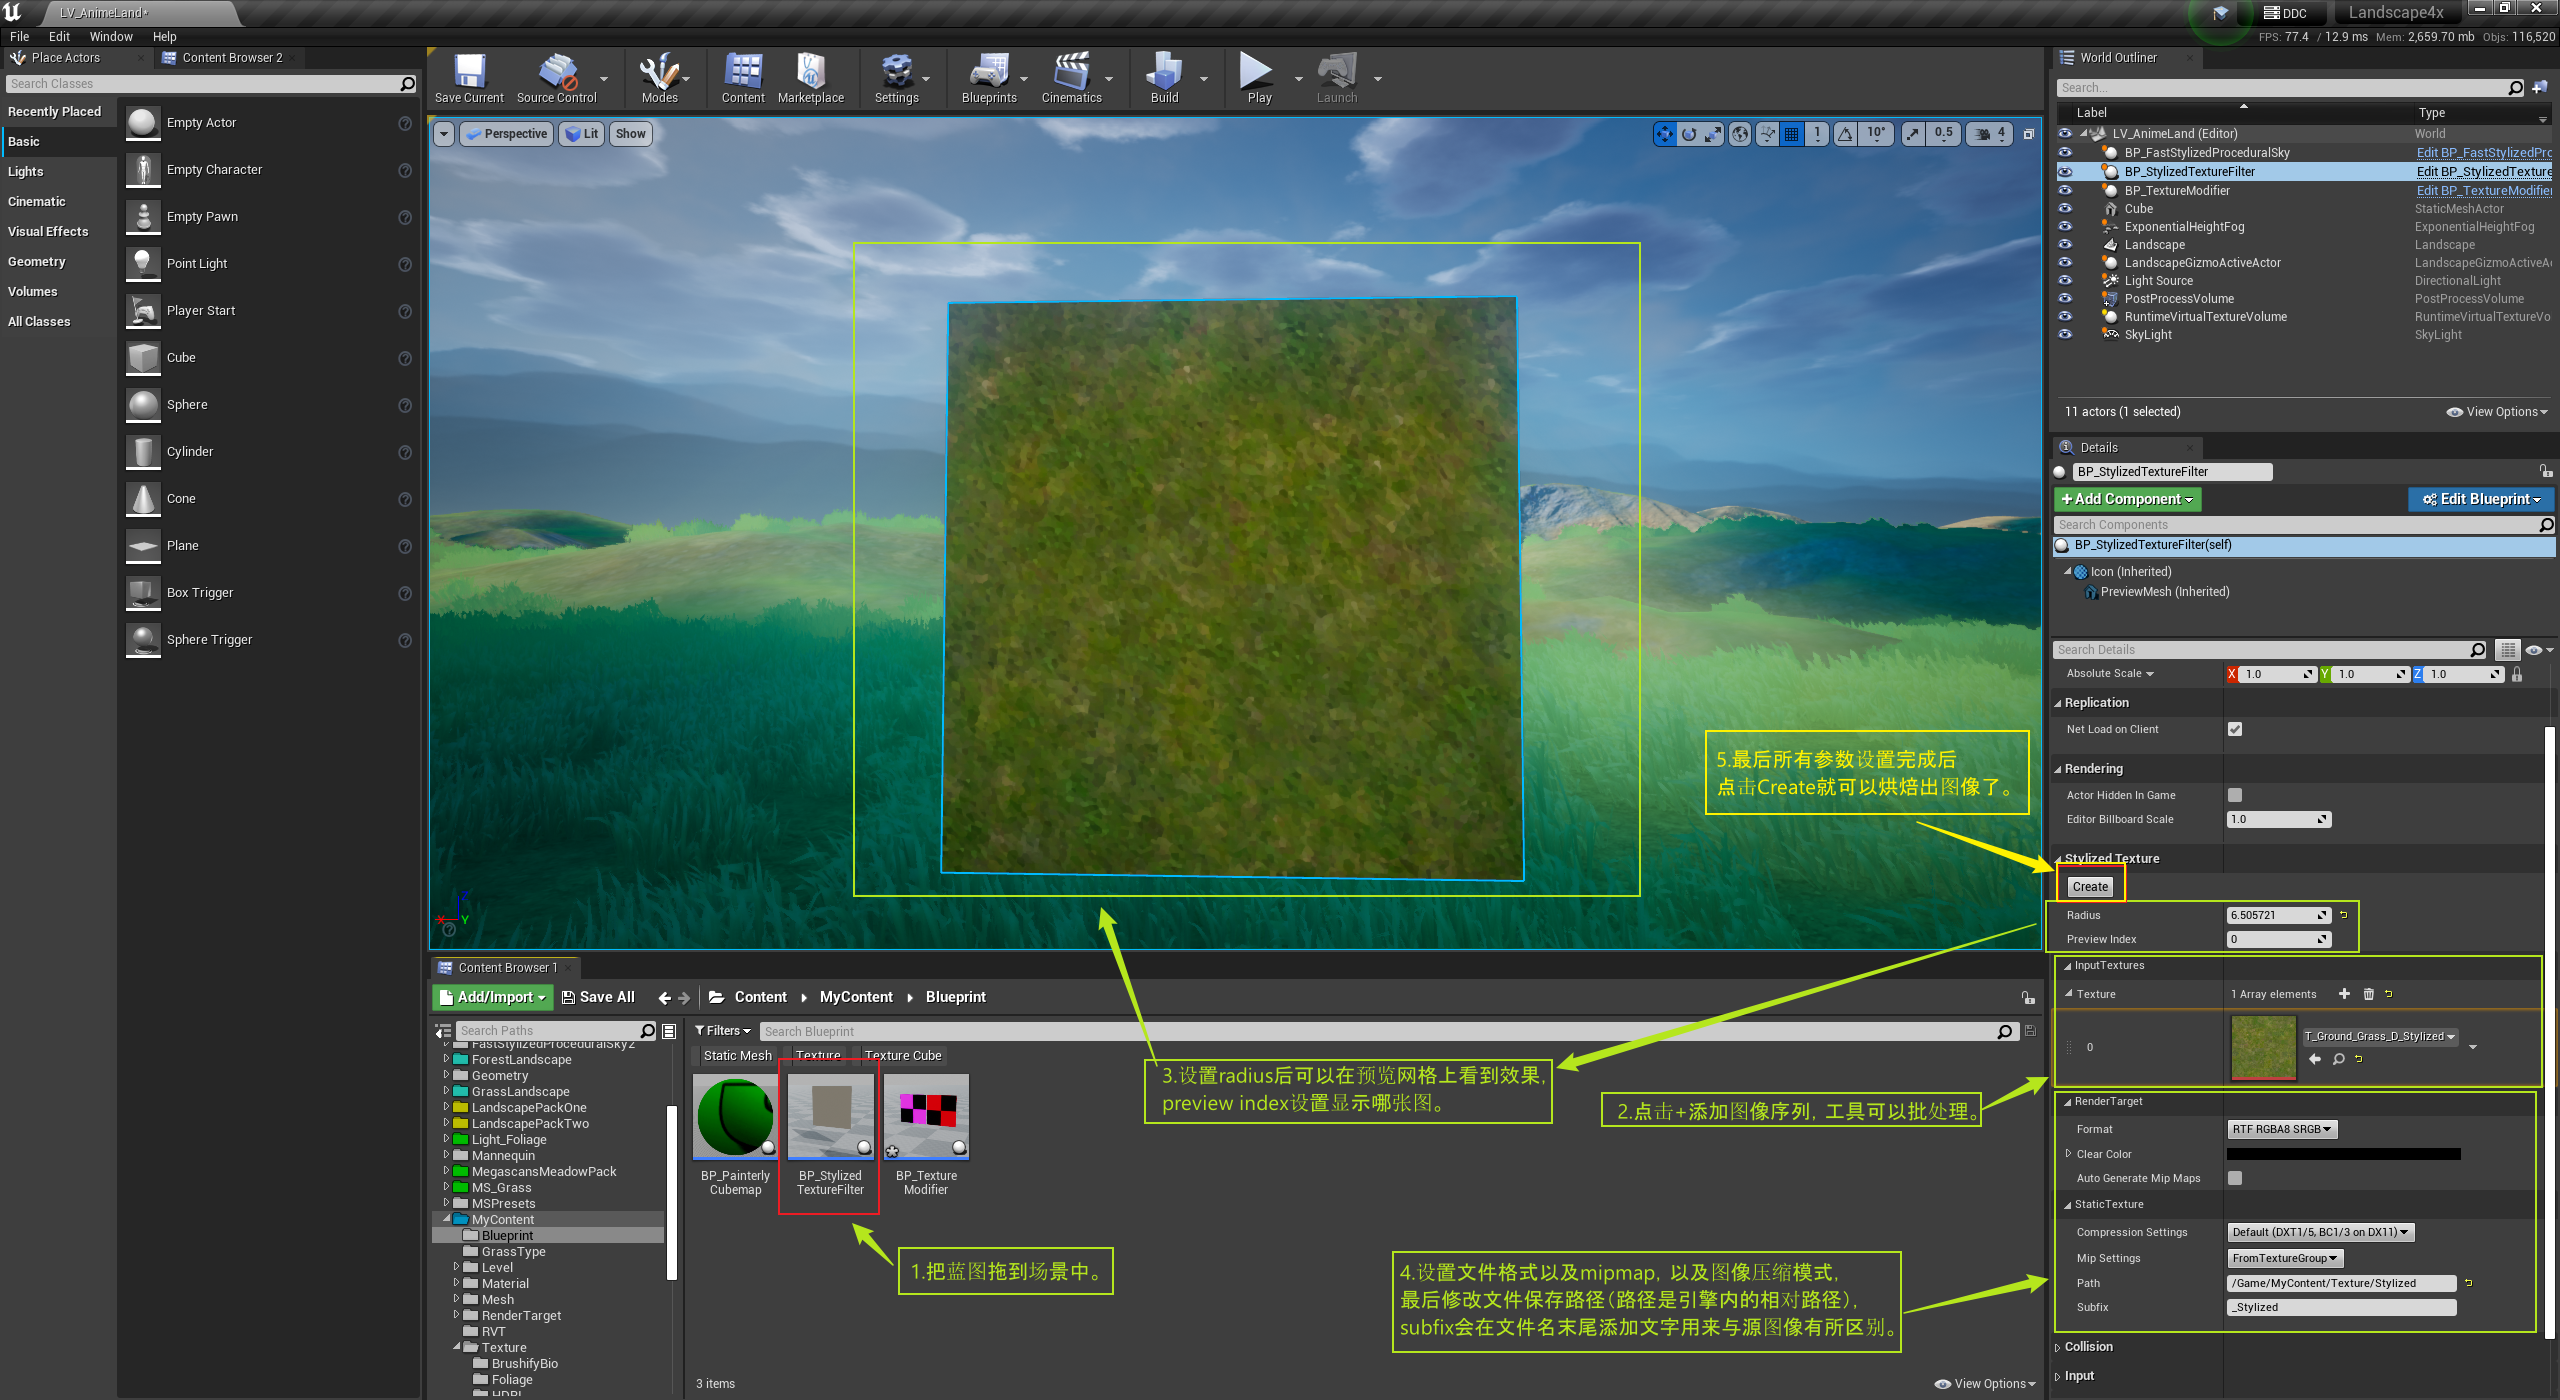 LV_AnimeLand*
DDC
Landscape4x
File Edit Window Help
FPS: 77.4 / 12.9 ms Mem: 2,659.70 mb Objs: 116,520
Place Actors
Content Browser 2
Search Classes
Recently Placed
Basic
Lights
Cinematic
Visual Effects
Geometry
Volumes
All Classes
Empty Actor
Empty Character
Empty Pawn
Point Light
Player Start
Cube
Sphere
Cylinder
Cone
Plane
Box Trigger
Sphere Trigger
Save Current
Source Control
Modes
Content
Marketplace
Settings
Blueprints
Cinematics
Build
Play
Launch
Perspective
Lit
Show
1
10°
0.5
4
X
Y
5.最后所有参数设置完成后
点击Create就可以烘焙出图像了。
World Outliner
Search...
Label Type
LV_AnimeLand (Editor) World
BP_FastStylizedProceduralSky Edit BP_FastStylizedPro
BP_StylizedTextureFilter Edit BP_StylizedTexture
BP_TextureModifier Edit BP_TextureModifier
Cube StaticMeshActor
ExponentialHeightFog ExponentialHeightFog
Landscape Landscape
LandscapeGizmoActiveActor LandscapeGizmoActiveA
Light Source DirectionalLight
PostProcessVolume PostProcessVolume
RuntimeVirtualTextureVolume RuntimeVirtualTextureVo
SkyLight SkyLight
11 actors (1 selected)
View Options
Details
BP_StylizedTextureFilter
+Add Component
Edit Blueprint
Search Components
BP_StylizedTextureFilter(self)
Icon (Inherited)
PreviewMesh (Inherited)
Search Details
Absolute Scale X 1.0 Y 1.0 Z 1.0
Replication
Net Load on Client
Rendering
Actor Hidden In Game
Editor Billboard Scale 1.0
Stylized Texture
Create
Radius 6.505721
Preview Index 0
InputTextures
Texture 1 Array elements
0 T_Ground_Grass_D_Stylized
RenderTarget
Format RTF RGBA8 SRGB
Clear Color
Auto Generate Mip Maps
StaticTexture
Compression Settings Default (DXT1/5, BC1/3 on DX11)
Mip Settings FromTextureGroup
Path /Game/MyContent/Texture/Stylized
Subfix _Stylized
Collision
Input
Content Browser 1
Add/Import
Save All
Content
MyContent
Blueprint
Search Paths
Filters
Search Blueprint
FastStylizedProceduralSky2
ForestLandscape
Geometry
GrassLandscape
LandscapePackOne
LandscapePackTwo
Light_Foliage
Mannequin
MegascansMeadowPack
MS_Grass
MSPresets
MyContent
Blueprint
GrassType
Level
Material
Mesh
RenderTarget
RVT
Texture
BrushifyBio
Foliage
HDRI
Static Mesh
Texture
Texture Cube
BP_Painterly
Cubemap
BP_Stylized
TextureFilter
BP_Texture
Modifier
3.设置radius后可以在预览网格上看到效果,
preview index设置显示哪张图。
2.点击+添加图像序列, 工具可以批处理。
1.把蓝图拖到场景中。
4.设置文件格式以及mipmap, 以及图像压缩模式,
最后修改文件保存路径(路径是引擎内的相对路径),
subfix会在文件名末尾添加文字用来与源图像有所区别。
3 items
View Options